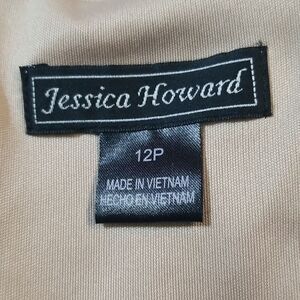 Jessica Howard
12P
MADE IN VIETNAM
HECHO EN VIETNAM